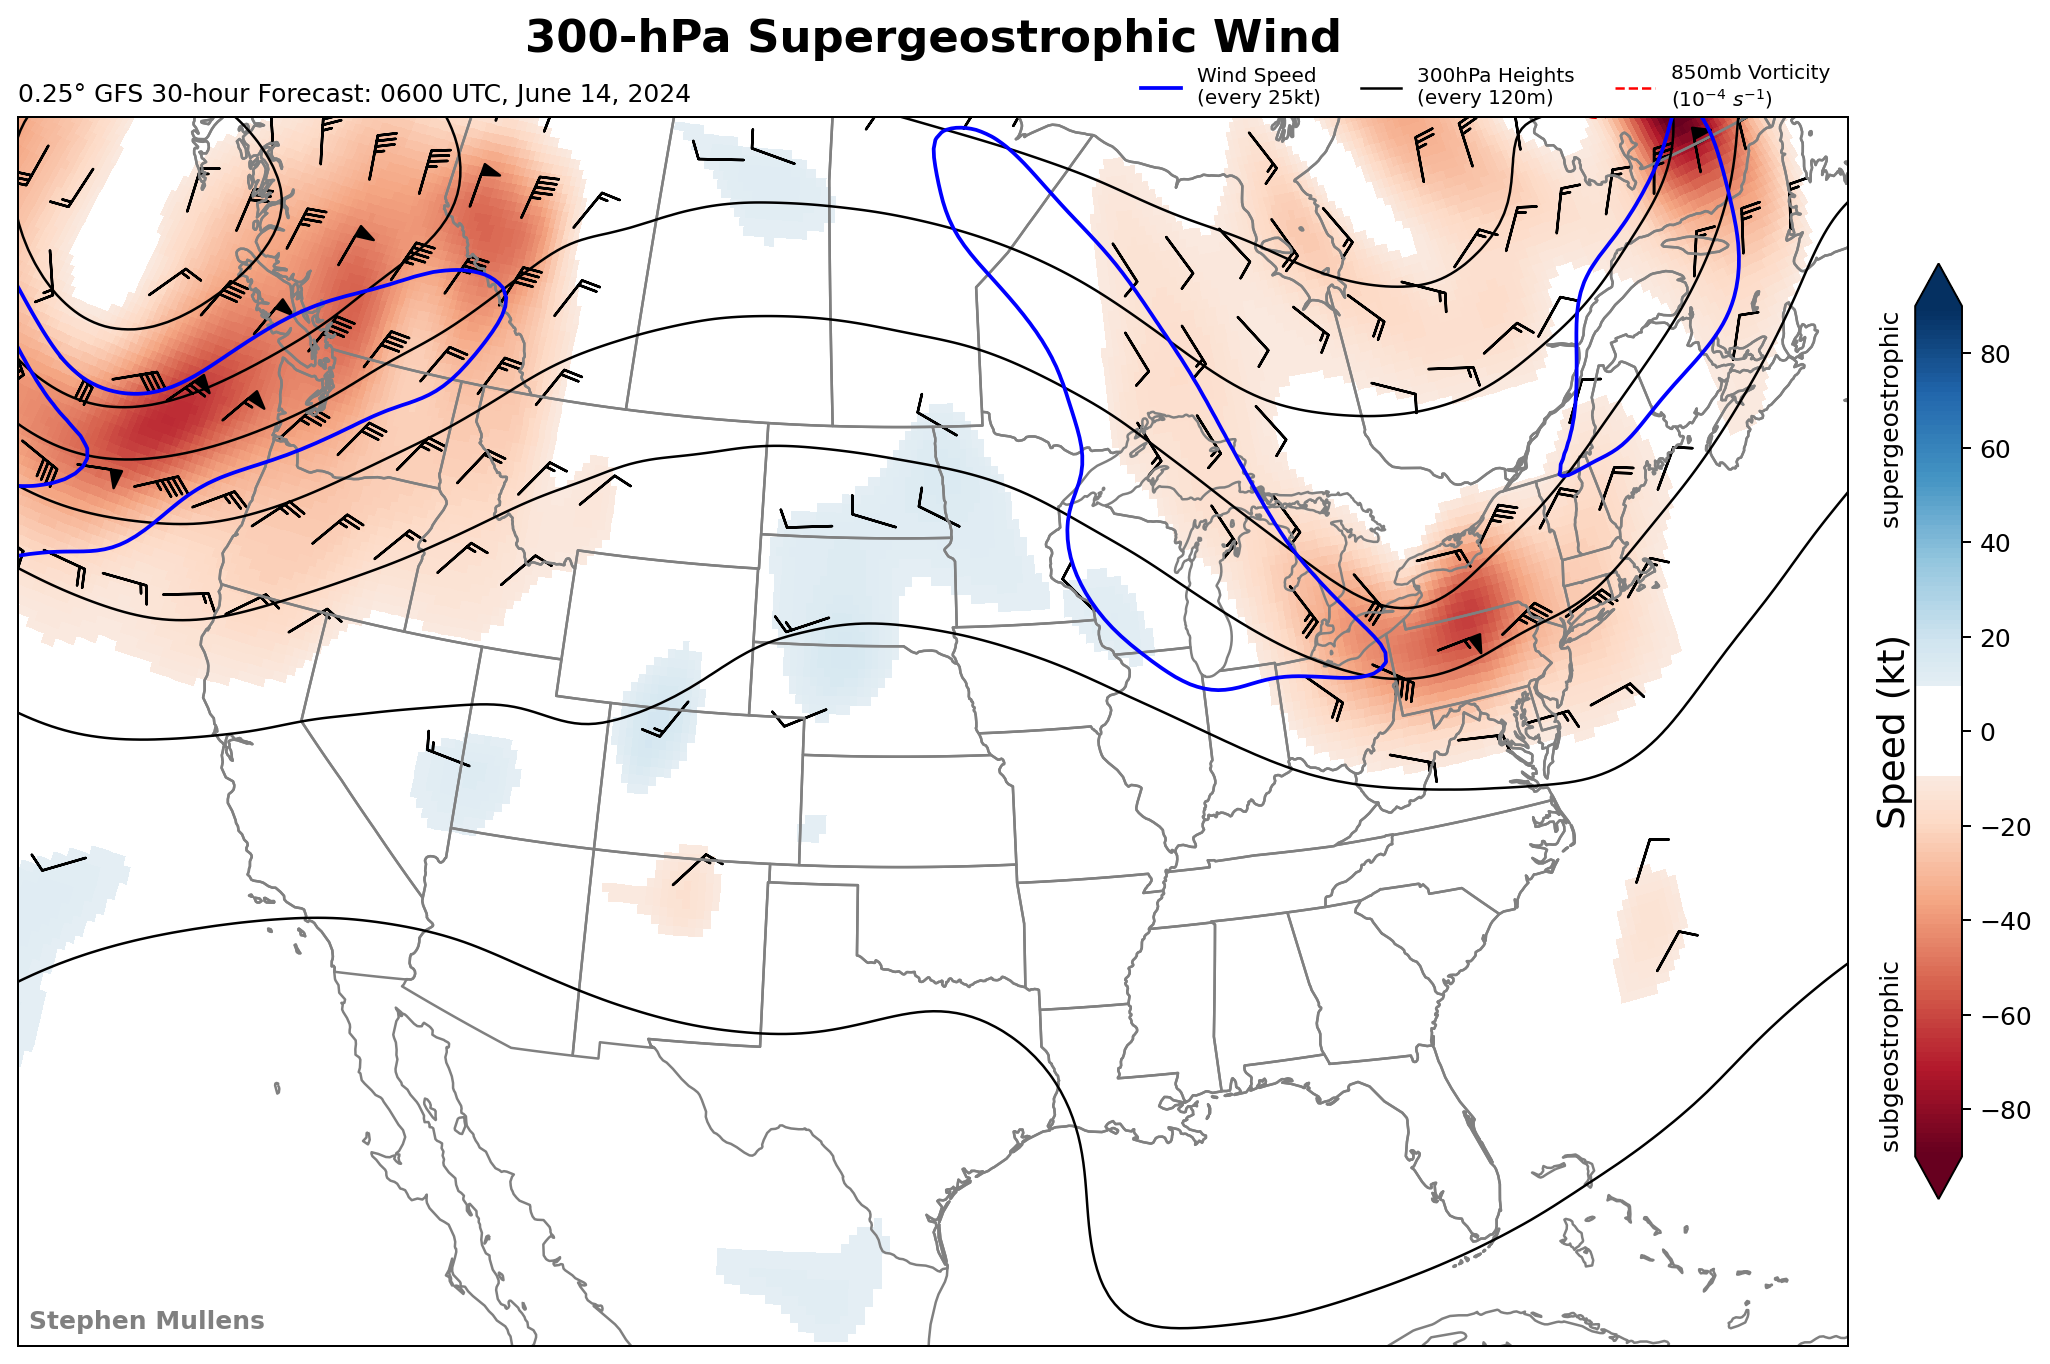 300-hPa Supergeostrophic Wind
0.25° GFS 30-hour Forecast: 0600 UTC, June 14, 2024
Wind Speed
(every 25kt)
300hPa Heights
(every 120m)
850mb Vorticity
(10⁻⁴ s⁻¹)
supergeostrophic
Speed (kt)
subgeostrophic
80
60
40
20
0
−20
−40
−60
−80
Stephen Mullens